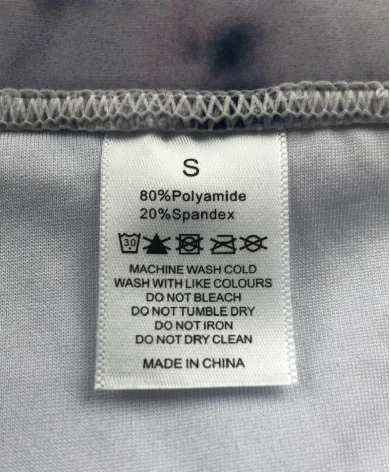 S
80%Polyamide
20%Spandex
30
MACHINE WASH COLD
WASH WITH LIKE COLOURS
DO NOT BLEACH
DO NOT TUMBLE DRY
DO NOT IRON
DO NOT DRY CLEAN
MADE IN CHINA